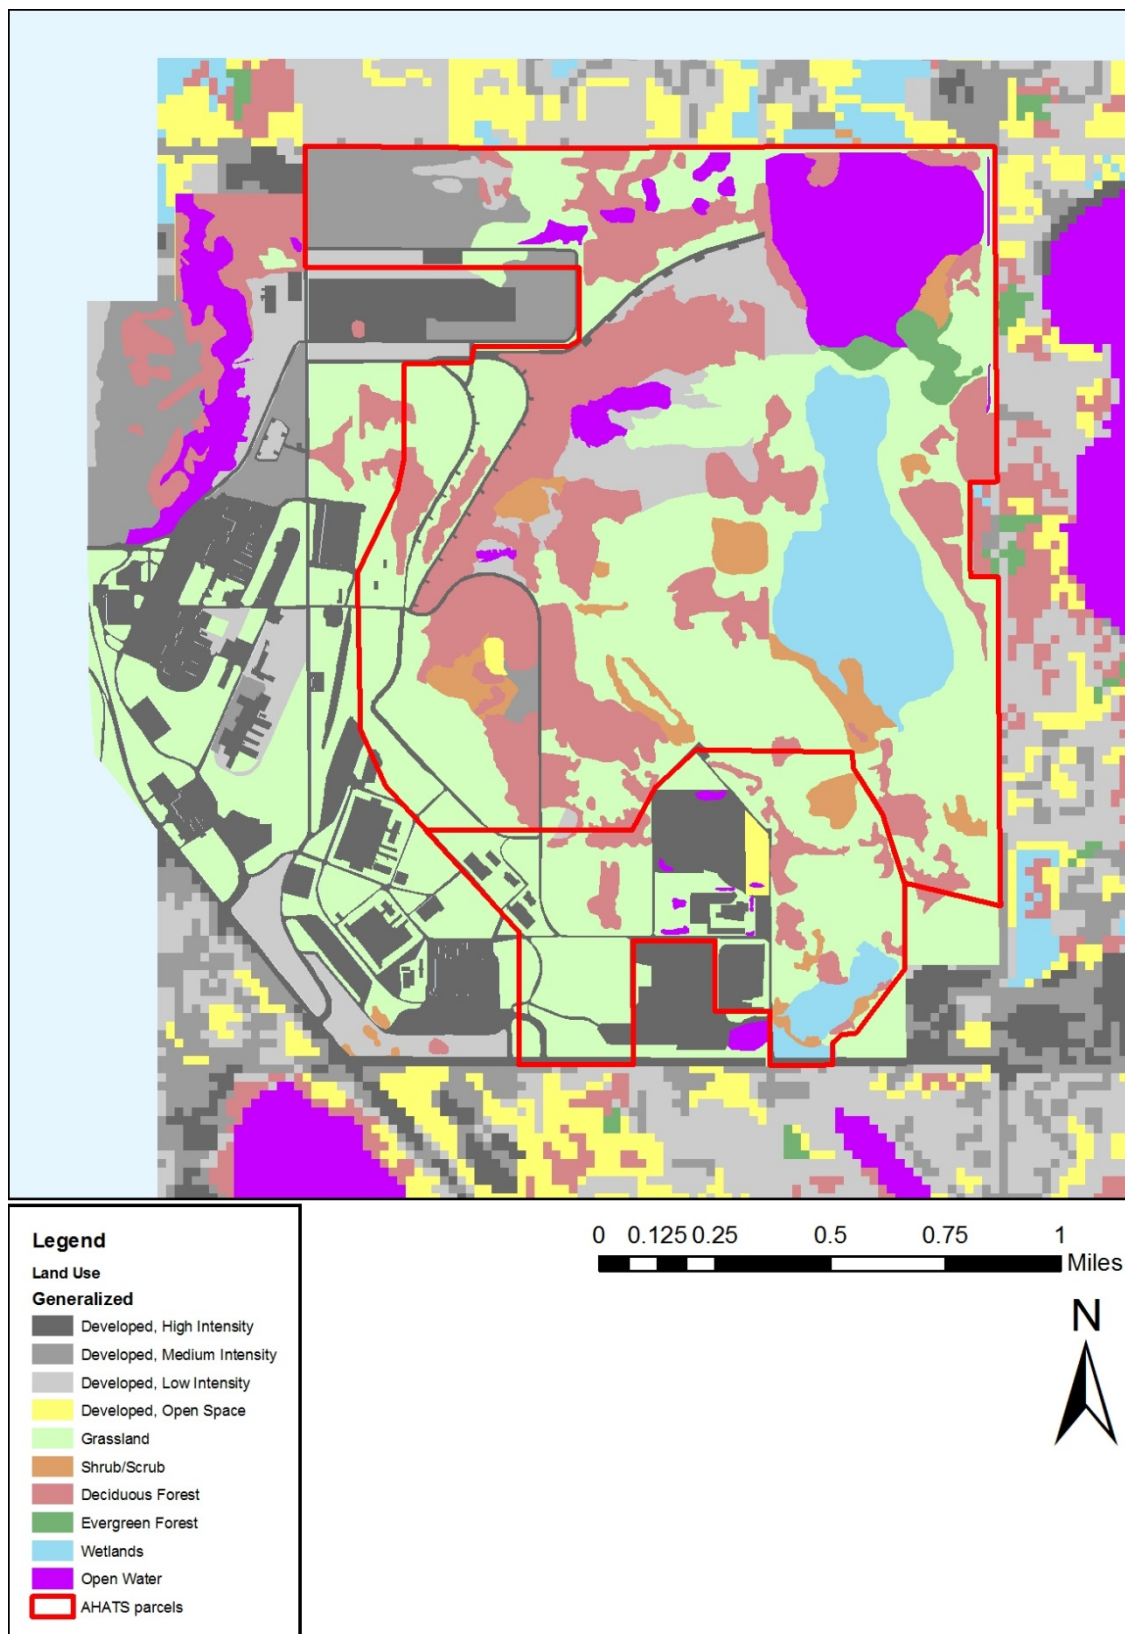 Legend
Land Use
Generalized
Developed, High Intensity
Developed, Medium Intensity
Developed, Low Intensity
Developed, Open Space
Grassland
Shrub/Scrub
Deciduous Forest
Evergreen Forest
Wetlands
Open Water
AHATS parcels
0 0.125 0.25 0.5 0.75 1
Miles
N